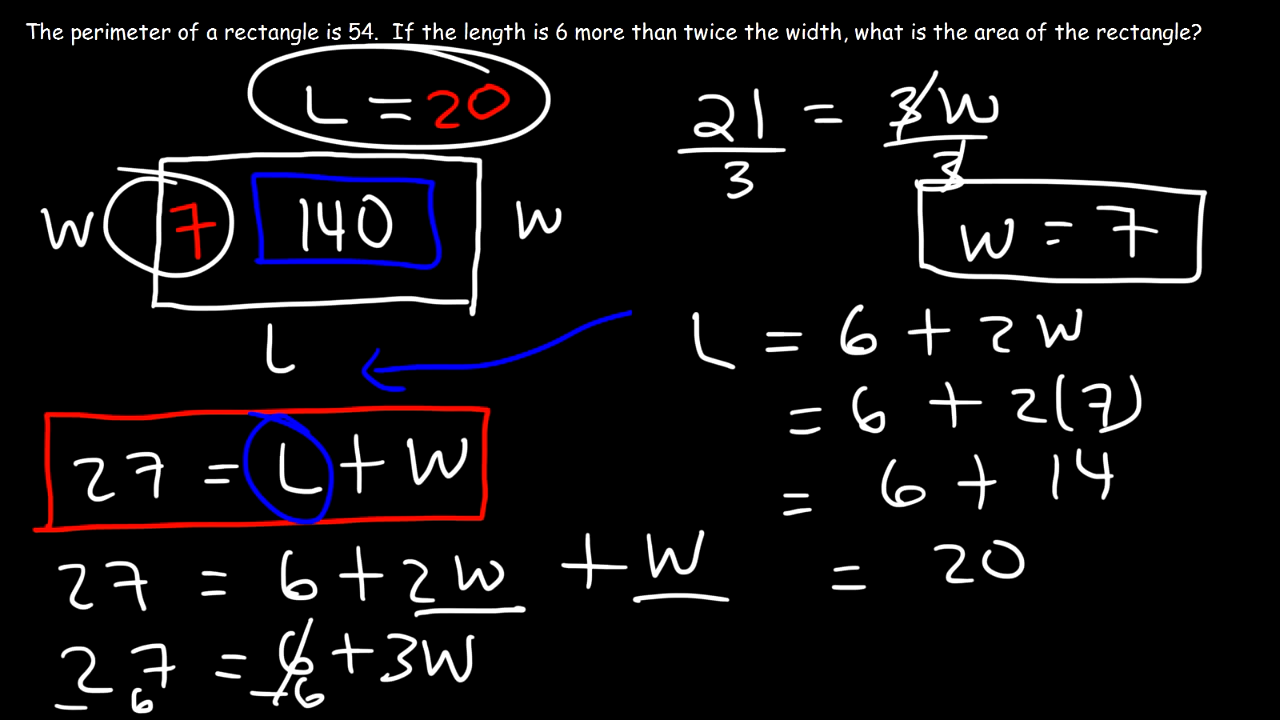 The perimeter of a rectangle is 54. If the length is 6 more than twice the width, what is the area of the rectangle?
L = 20
W 7 140 W
L
27 = L + W
27 = 6 + 2W + W
27 = 6 + 3W
- 6 - 6
21 = 3W
3 3
W = 7
L = 6 + 2W
= 6 + 2(7)
= 6 + 14
= 20